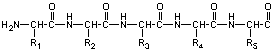 O H O H O H O H O
H₂N N N N N
R₁ R₂ R₃ R₄ R₅